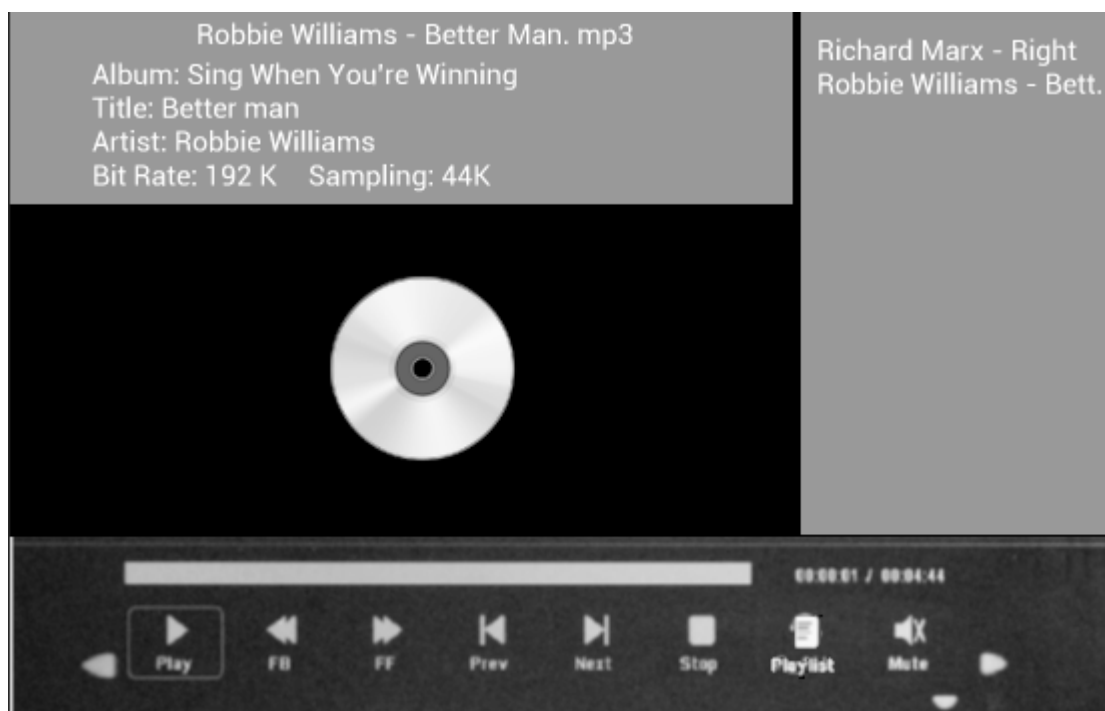 Robbie Williams - Better Man. mp3
Album: Sing When You're Winning
Title: Better man
Artist: Robbie Williams
Bit Rate: 192 K Sampling: 44K
Richard Marx - Right
Robbie Williams - Bett.
00:00:01 / 00:04:44
Play FB FF Prev Next Stop Playlist Mute